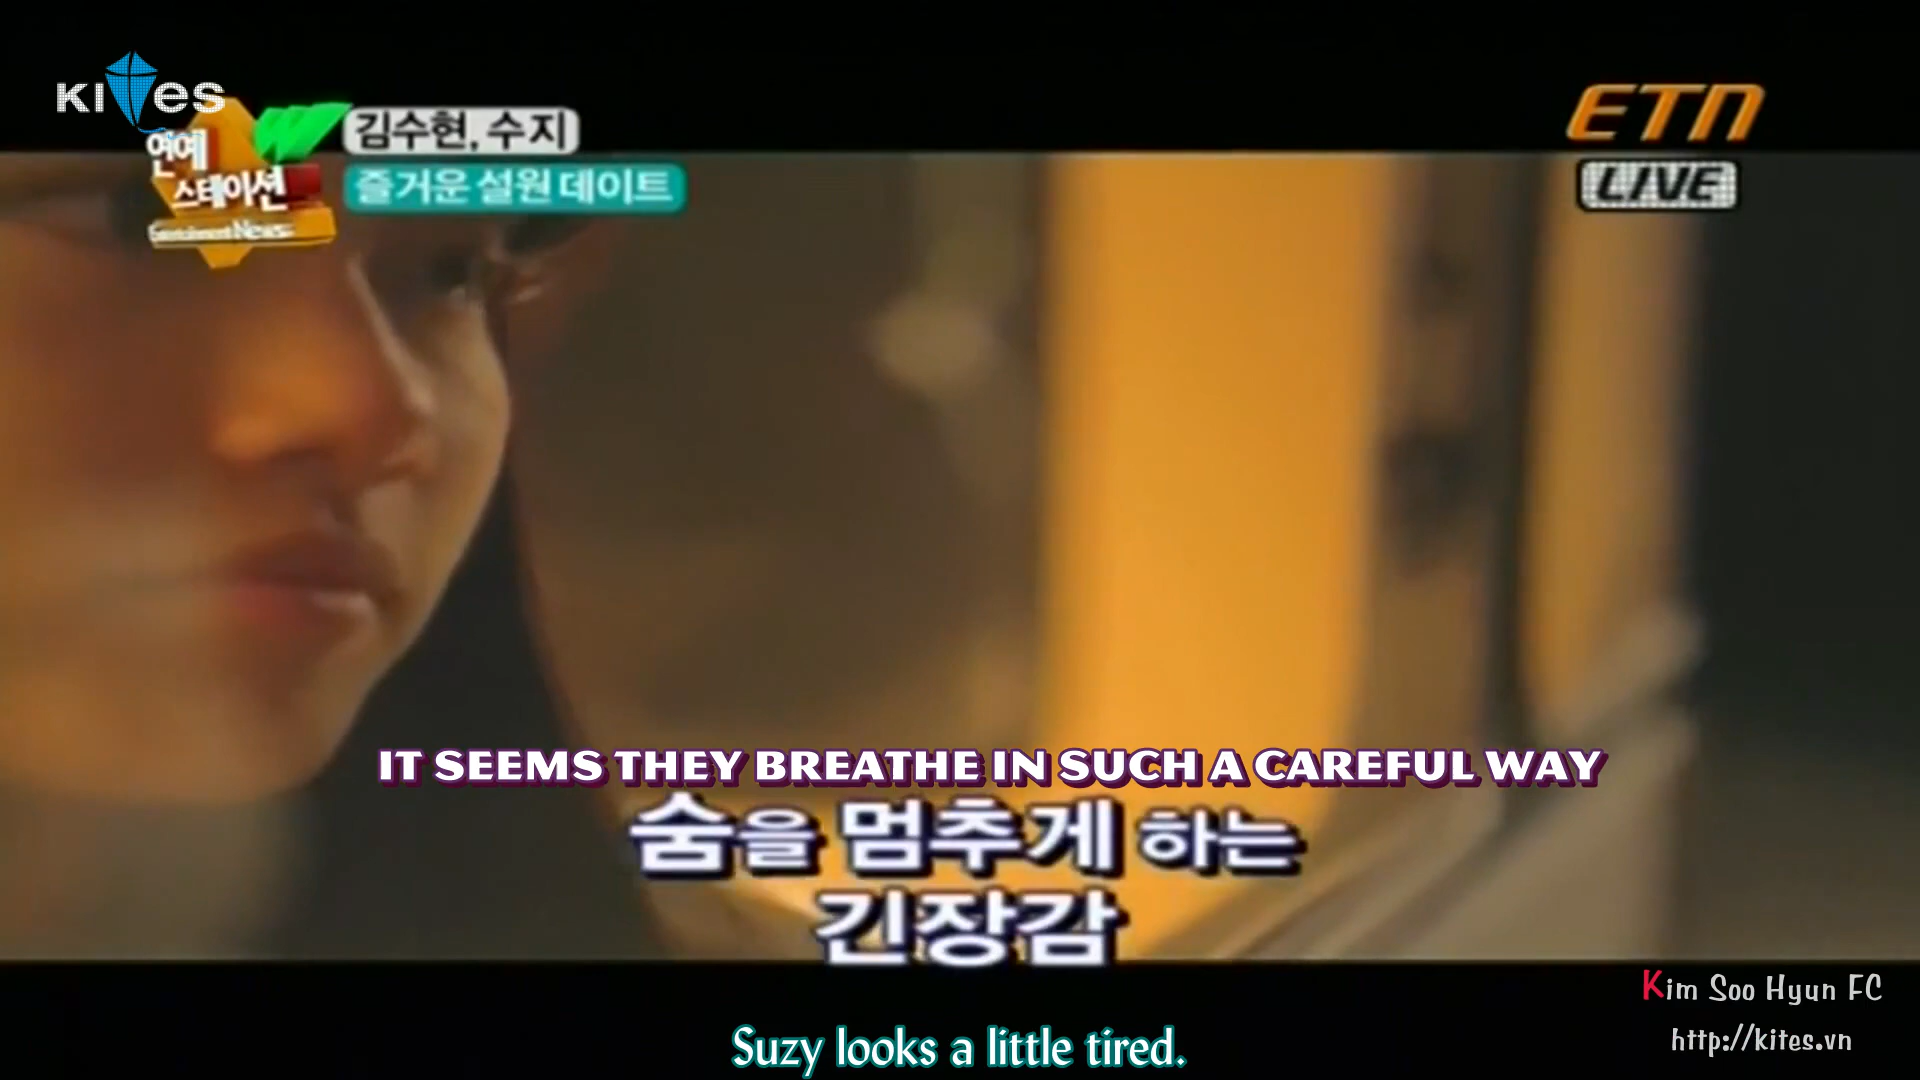 KITES
연예
스테이션
Entertainment News
김수현, 수지
즐거운 설원 데이트
ETN
LIVE
IT SEEMS THEY BREATHE IN SUCH A CAREFUL WAY
숨을 멈추게 하는
긴장감
Kim Soo Hyun FC
http://kites.vn
Suzy looks a little tired.